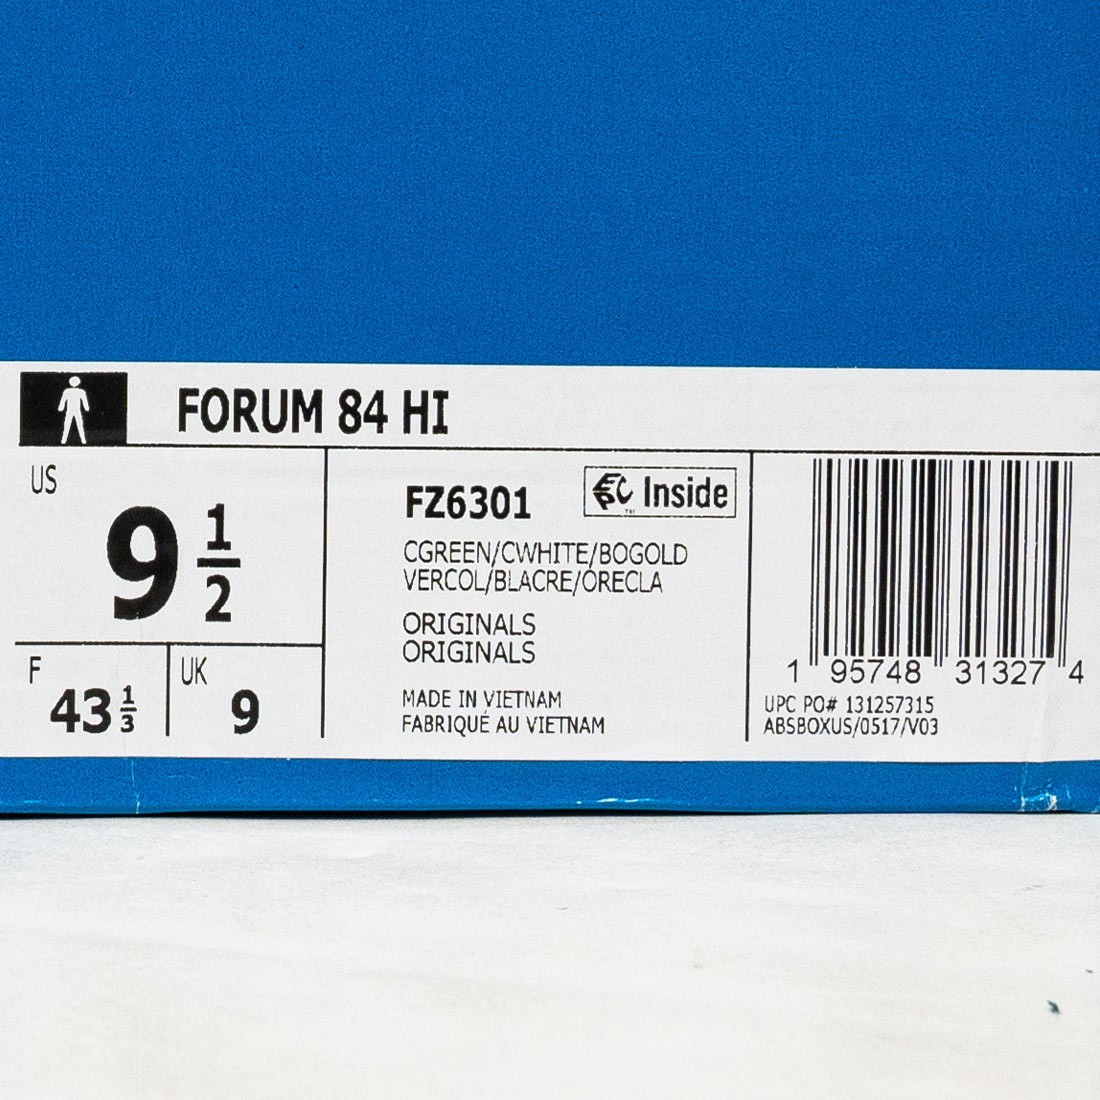 FORUM 84 HI
US
9 1/2
F
43 1/3
UK
9
FZ6301
EPC Inside
™
CGREEN/CWHITE/BOGOLD
VERCOL/BLACRE/ORECLA
ORIGINALS
ORIGINALS
MADE IN VIETNAM
FABRIQUÉ AU VIETNAM
1 95748 31327 4
UPC PO# 131257315
ABSBOXUS/0517/V03